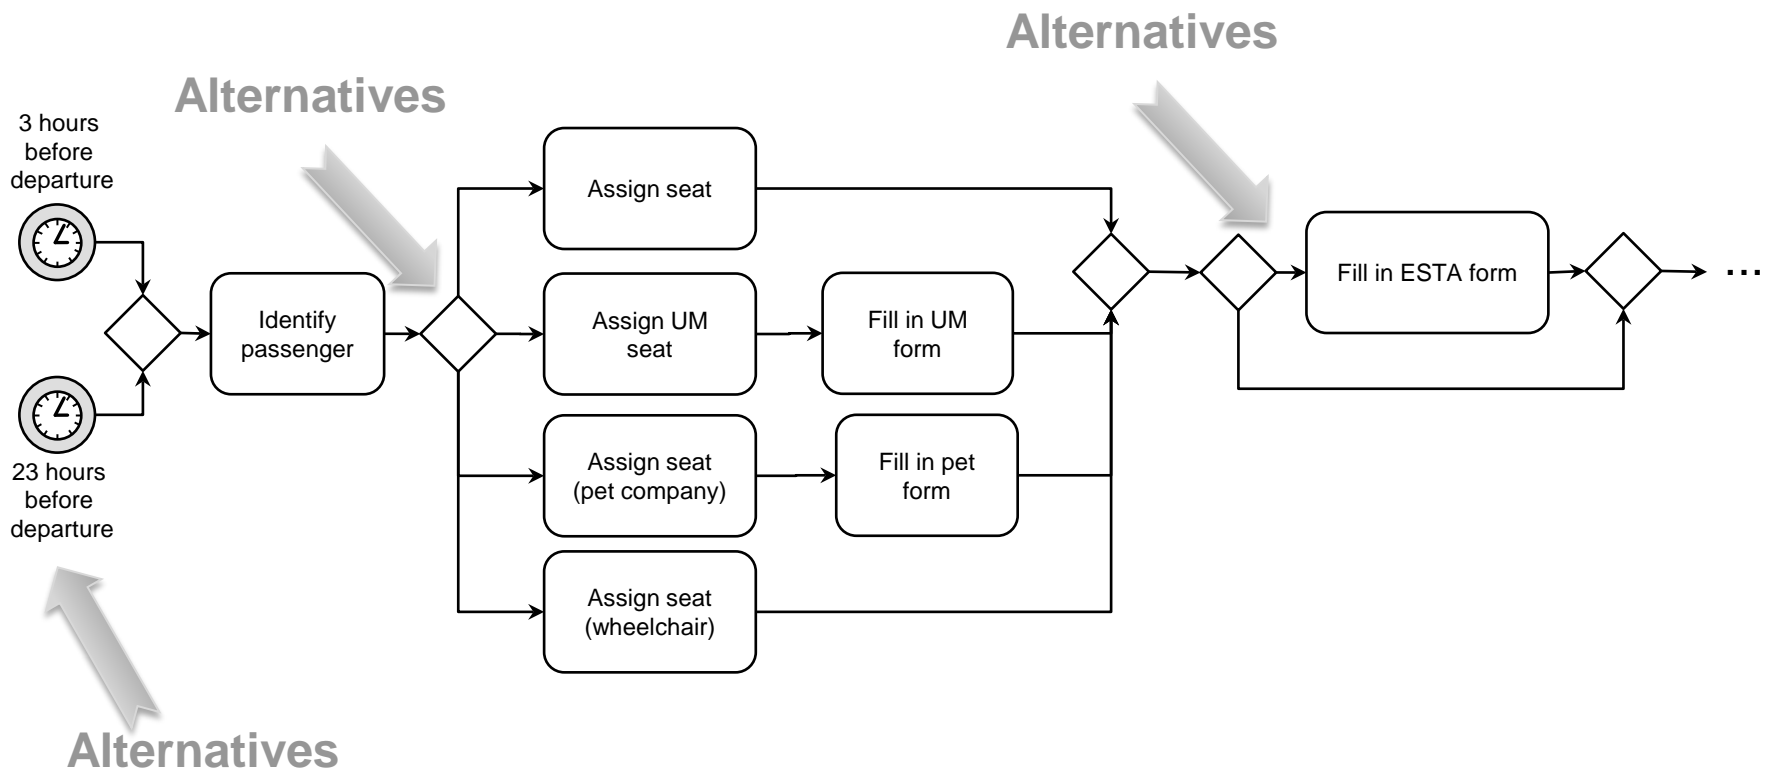 Alternatives
Alternatives
3 hours
before
departure
Assign seat
Identify
passenger
Assign UM
seat
Fill in UM
form
Fill in ESTA form
...
23 hours
before
departure
Assign seat
(pet company)
Fill in pet
form
Assign seat
(wheelchair)
Alternatives